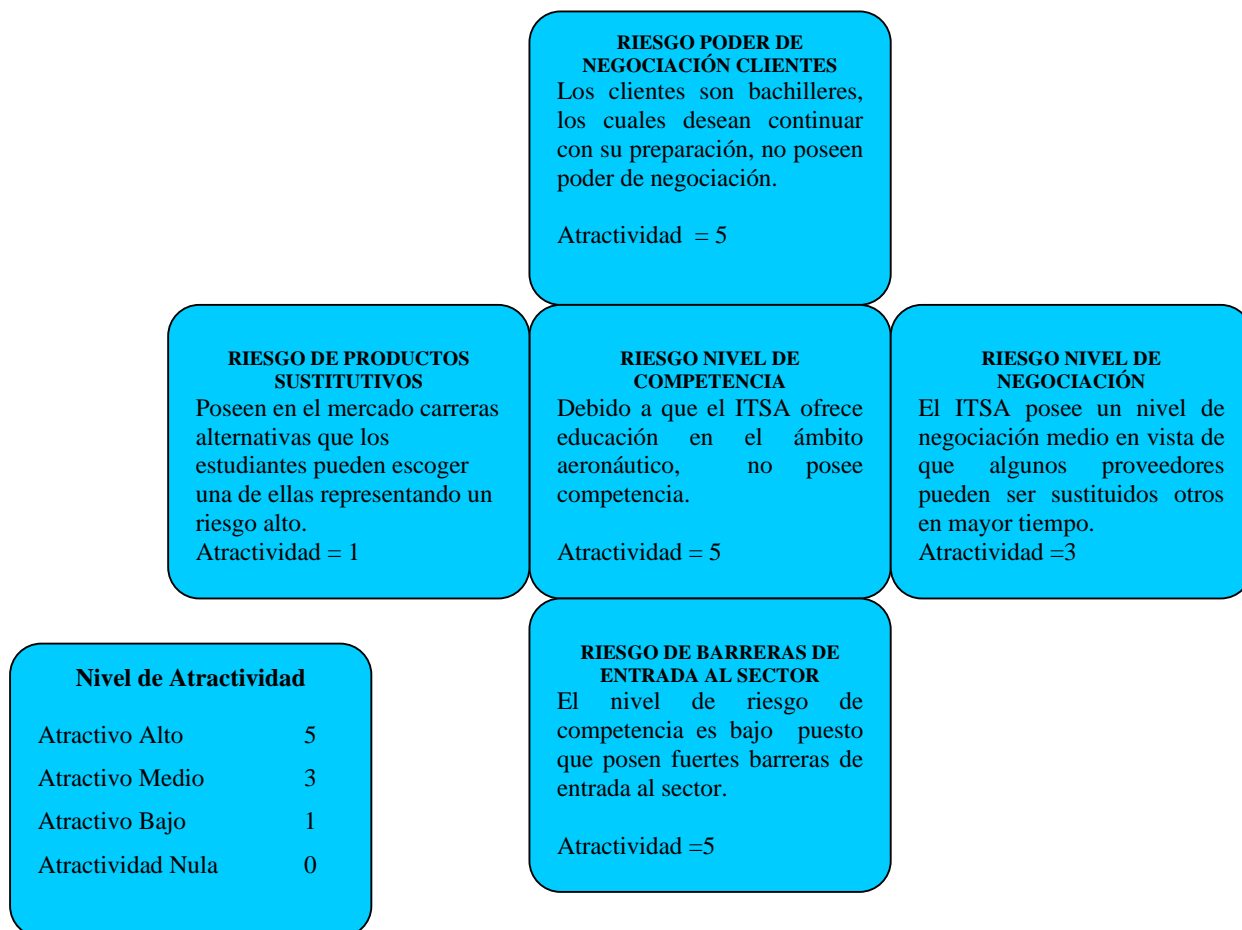 RIESGO PODER DE
NEGOCIACIÓN CLIENTES
Los clientes son bachilleres,
los cuales desean continuar
con su preparación, no poseen
poder de negociación.
Atractividad = 5
RIESGO DE PRODUCTOS
SUSTITUTIVOS
Poseen en el mercado carreras
alternativas que los
estudiantes pueden escoger
una de ellas representando un
riesgo alto.
Atractividad = 1
RIESGO NIVEL DE
COMPETENCIA
Debido a que el ITSA ofrece
educación en el ámbito
aeronáutico, no posee
competencia.
Atractividad = 5
RIESGO NIVEL DE
NEGOCIACIÓN
El ITSA posee un nivel de
negociación medio en vista de
que algunos proveedores
pueden ser sustituidos otros
en mayor tiempo.
Atractividad =3
RIESGO DE BARRERAS DE
ENTRADA AL SECTOR
El nivel de riesgo de
competencia es bajo puesto
que posen fuertes barreras de
entrada al sector.
Atractividad =5
Nivel de Atractividad
Atractivo Alto 5
Atractivo Medio 3
Atractivo Bajo 1
Atractividad Nula 0